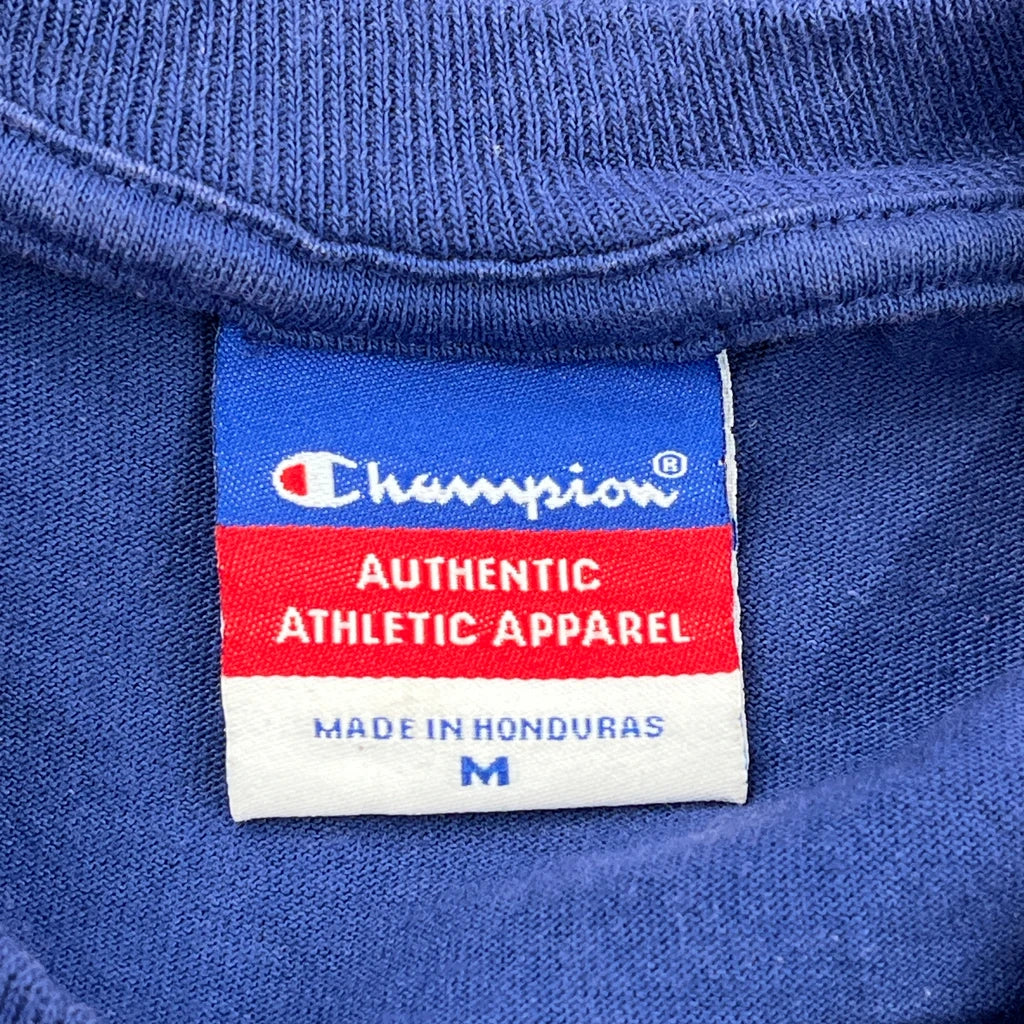 Champion®
AUTHENTIC
ATHLETIC APPAREL
MADE IN HONDURAS
M